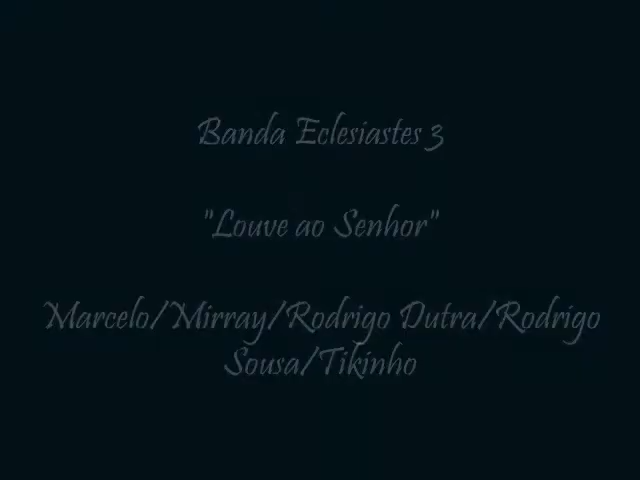 Banda Eclesiastes 3
"Louve ao Senhor"
Marcelo/Mirray/Rodrigo Dutra/Rodrigo
Sousa/Tikinho